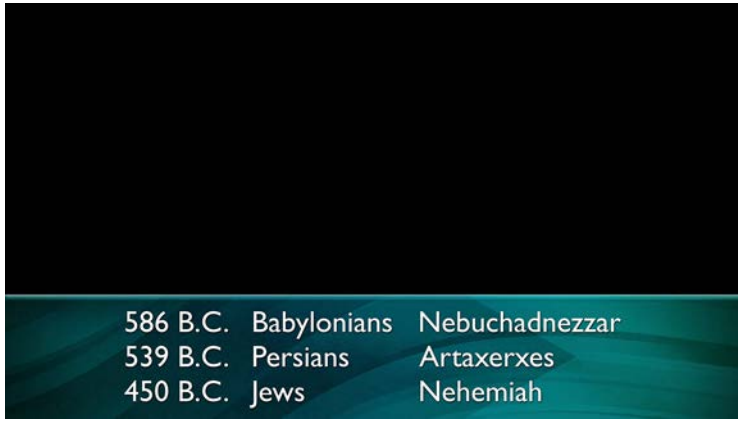 586 B.C. Babylonians Nebuchadnezzar
539 B.C. Persians Artaxerxes
450 B.C. Jews Nehemiah